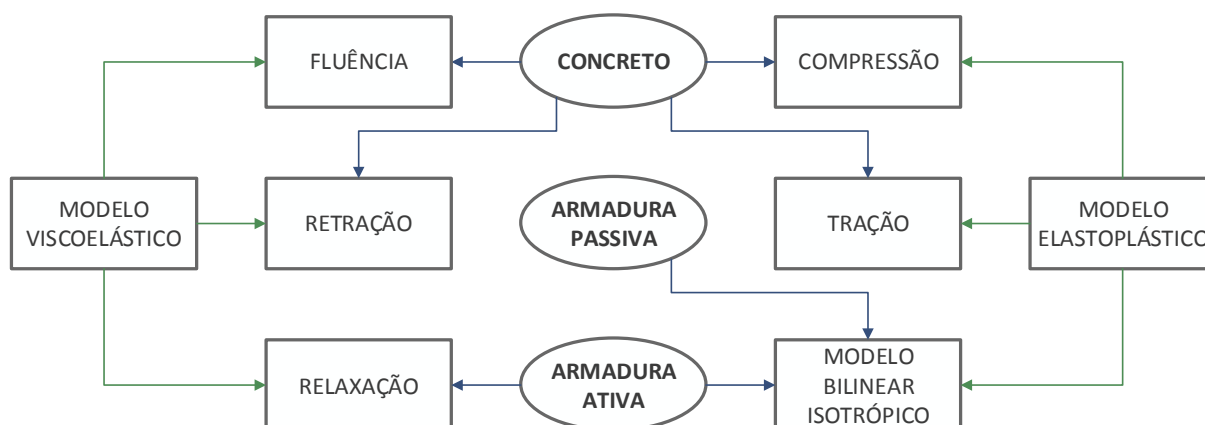 FLUÊNCIA
CONCRETO
COMPRESSÃO
MODELO
VISCOELÁSTICO
RETRAÇÃO
ARMADURA
PASSIVA
TRAÇÃO
MODELO
ELASTOPLÁSTICO
RELAXAÇÃO
ARMADURA
ATIVA
MODELO
BILINEAR
ISOTRÓPICO